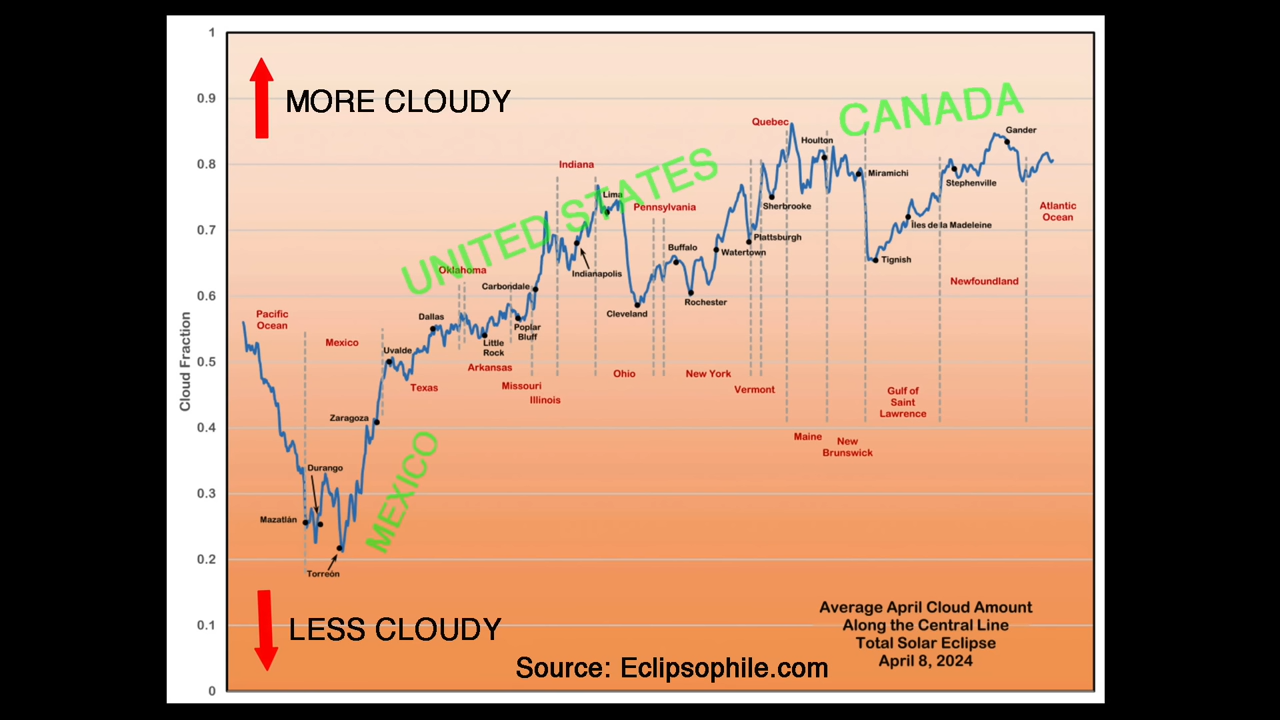 1
0.9
0.8
0.7
0.6
0.5
0.4
0.3
0.2
0.1
0
Cloud Fraction
MORE CLOUDY
LESS CLOUDY
UNITED STATES
CANADA
MEXICO
Pacific
Ocean
Mexico
Texas
Oklahoma
Arkansas
Missouri
Illinois
Indiana
Ohio
Pennsylvania
New York
Vermont
Quebec
Maine
New
Brunswick
Gulf of
Saint
Lawrence
Newfoundland
Atlantic
Ocean
Mazatlán
Durango
Torreón
Zaragoza
Uvalde
Dallas
Little
Rock
Poplar
Bluff
Carbondale
Indianapolis
Lima
Cleveland
Buffalo
Rochester
Watertown
Plattsburgh
Sherbrooke
Houlton
Miramichi
Tignish
Îles de la Madeleine
Stephenville
Gander
Average April Cloud Amount
Along the Central Line
Total Solar Eclipse
April 8, 2024
Source: Eclipsophile.com